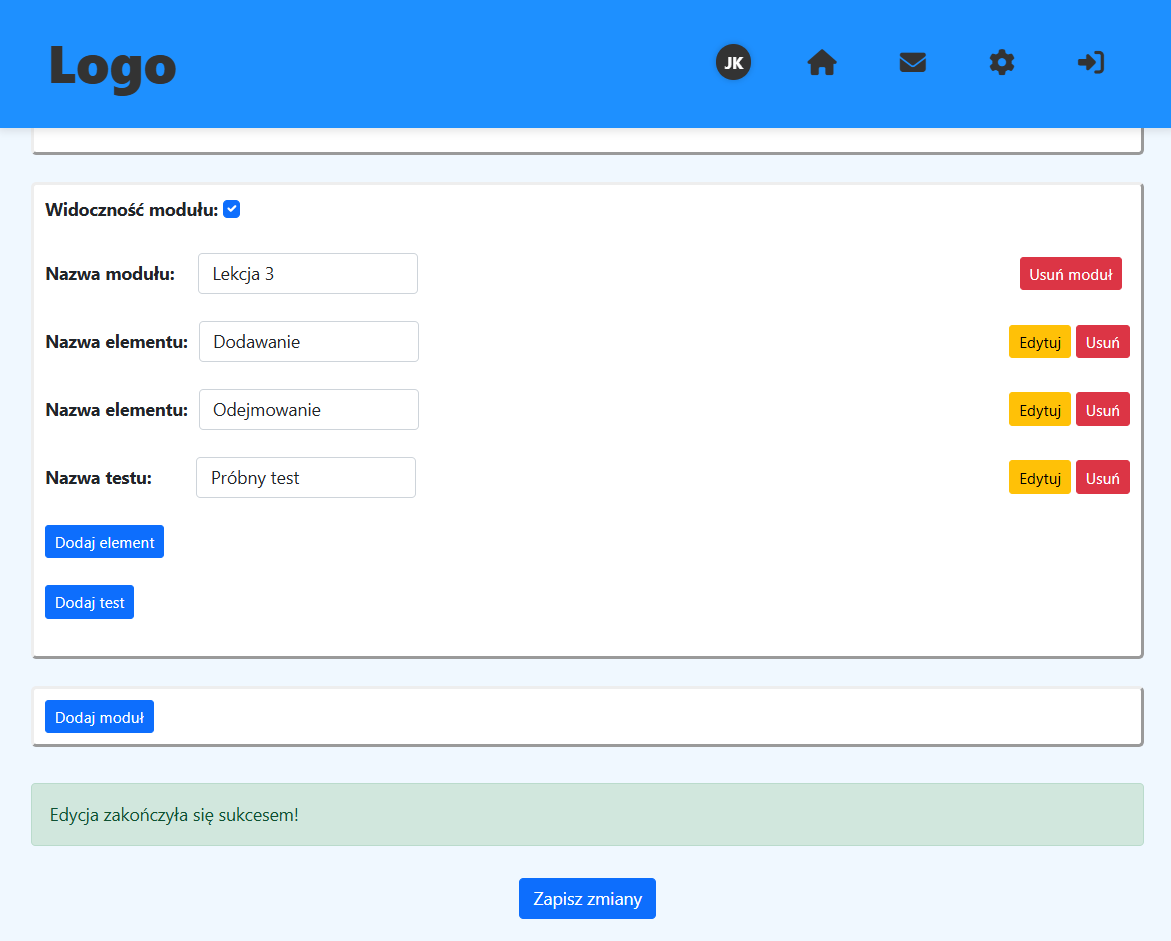 Logo JK
Widoczność modułu:
Nazwa modułu: Lekcja 3 Usuń moduł
Nazwa elementu: Dodawanie Edytuj Usuń
Nazwa elementu: Odejmowanie Edytuj Usuń
Nazwa testu: Próbny test Edytuj Usuń
Dodaj element
Dodaj test
Dodaj moduł
Edycja zakończyła się sukcesem!
Zapisz zmiany